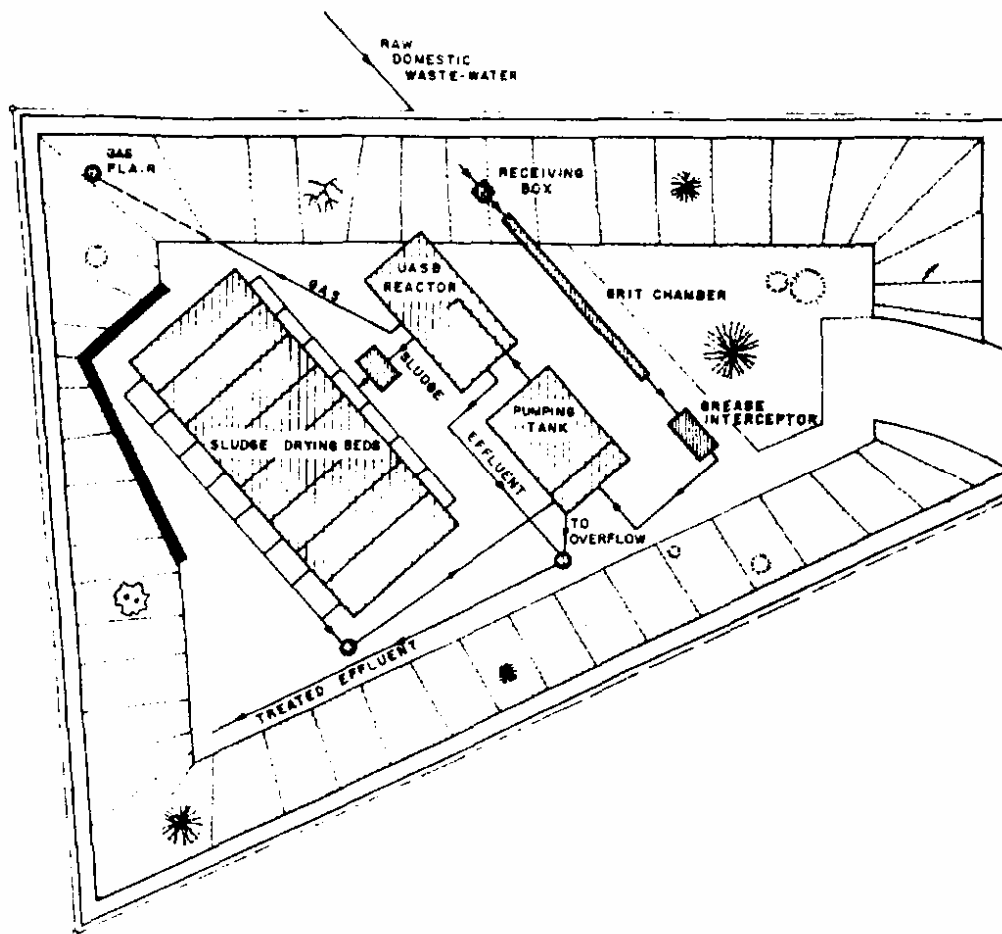 RAW
DOMESTIC
WASTE-WATER
GAS
FLA.R
RECEIVING
BOX
UASB
REACTOR
GAS
GRIT CHAMBER
SLUDGE
GREASE
INTERCEPTOR
PUMPING
TANK
SLUDGE DRYING BEDS
EFFLUENT
TO
OVERFLOW
TREATED EFFLUENT